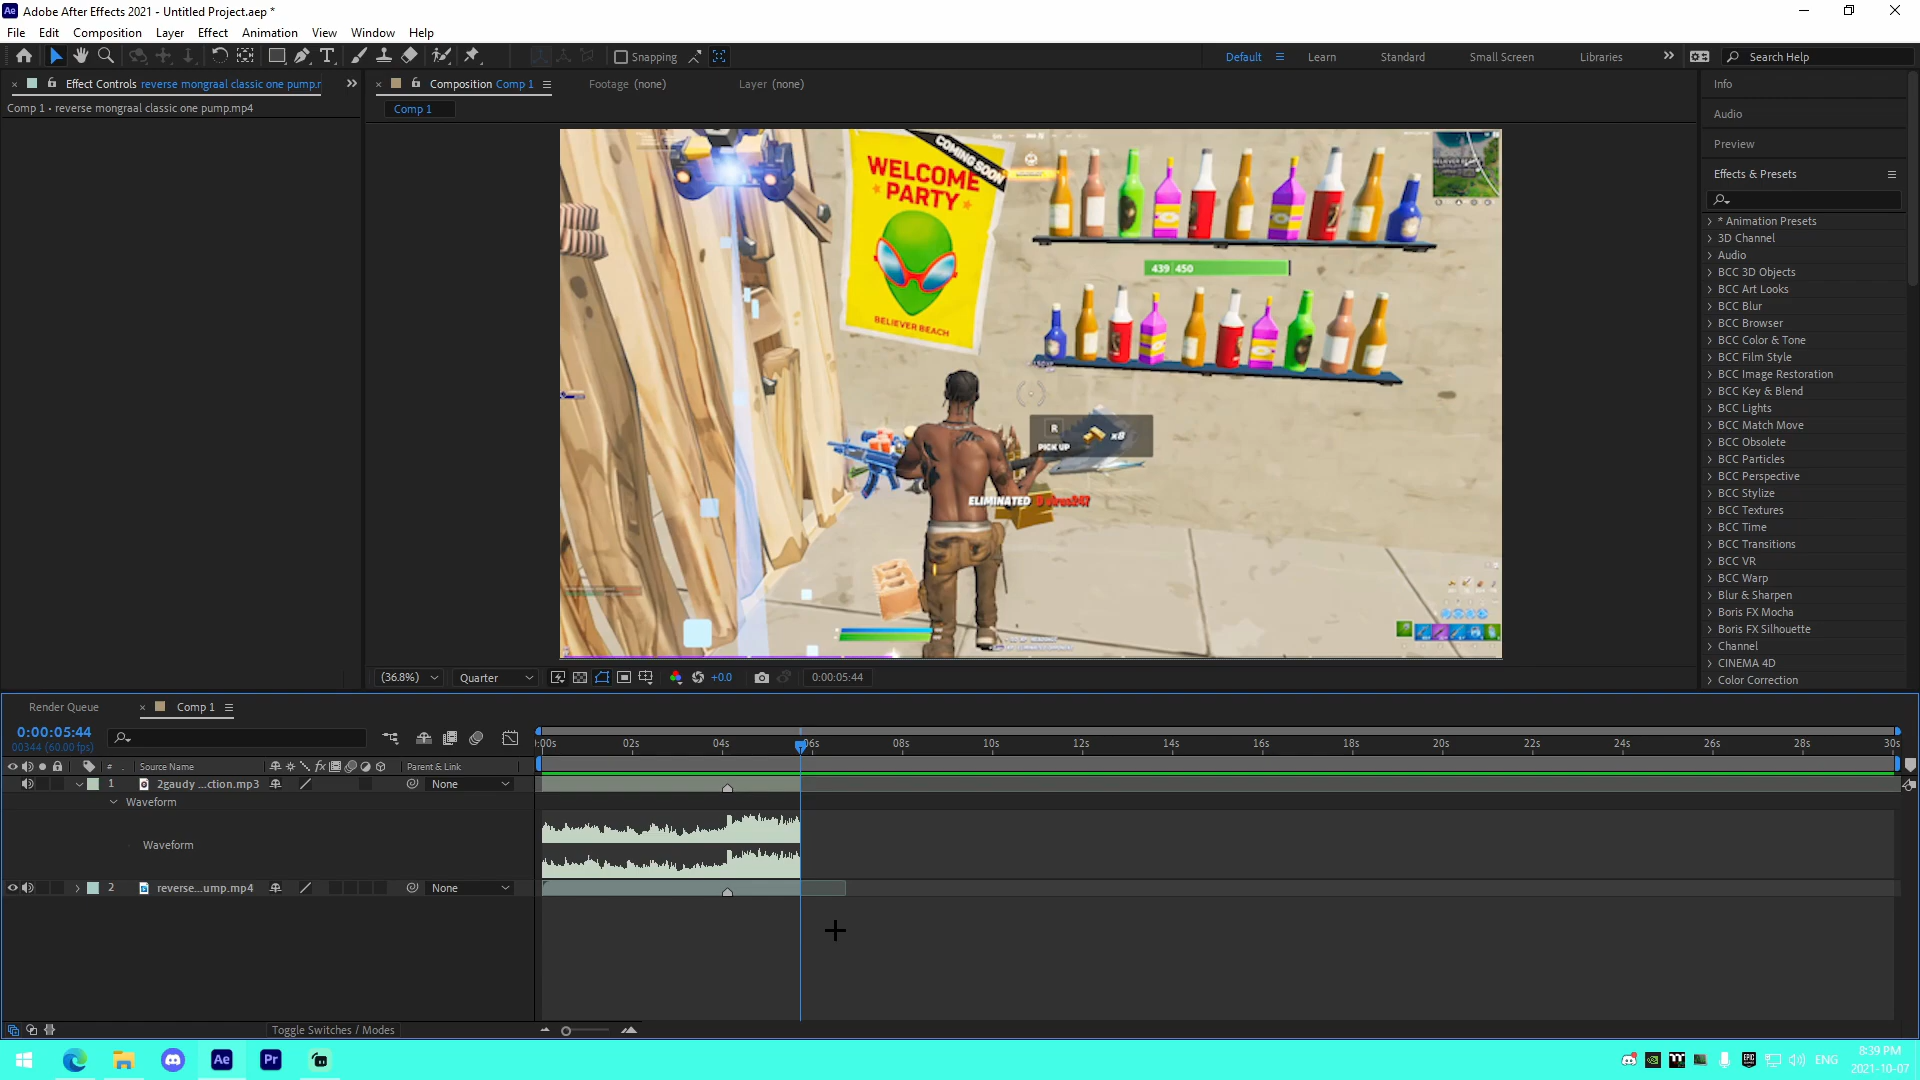 Ae Adobe After Effects 2021 - Untitled Project.aep *
File Edit Composition Layer Effect Animation View Window Help
Snapping
Default Learn Standard Small Screen Libraries Search Help
Effect Controls reverse mongraal classic one pump.r
Comp 1 • reverse mongraal classic one pump.mp4
Composition Comp 1 Footage (none) Layer (none)
Comp 1
COMING SOON
WELCOME
PARTY
BELIEVER BEACH
439 | 450
R
x8
PICK UP
ELIMINATED
(36.8%) Quarter +0.0 0:00:05:44
Info
Audio
Preview
Effects & Presets
* Animation Presets
3D Channel
Audio
BCC 3D Objects
BCC Art Looks
BCC Blur
BCC Browser
BCC Color & Tone
BCC Film Style
BCC Image Restoration
BCC Key & Blend
BCC Lights
BCC Match Move
BCC Obsolete
BCC Particles
BCC Perspective
BCC Stylize
BCC Textures
BCC Time
BCC Transitions
BCC VR
BCC Warp
Blur & Sharpen
Boris FX Mocha
Boris FX Silhouette
Channel
CINEMA 4D
Color Correction
Render Queue Comp 1
0:00:05:44
00344 (60.00 fps)
:00s 02s 04s 06s 08s 10s 12s 14s 16s 18s 20s 22s 24s 26s 28s 30s
# Source Name fx Parent & Link
1 2gaudy ...ction.mp3 None
Waveform
Waveform
2 reverse...ump.mp4 None
Toggle Switches / Modes
Ae Pr
ENG
8:39 PM
2021-10-07